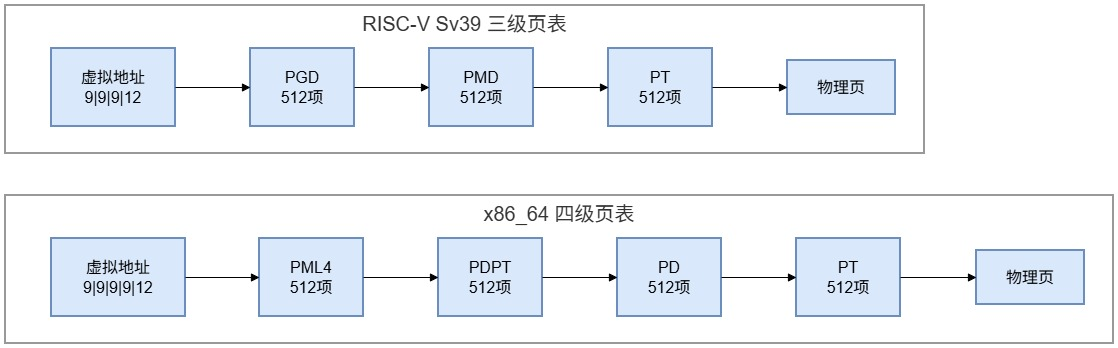 RISC-V Sv39 三级页表
虚拟地址
9|9|9|12
PGD
512项
PMD
512项
PT
512项
物理页
x86_64 四级页表
虚拟地址
9|9|9|9|12
PML4
512项
PDPT
512项
PD
512项
PT
512项
物理页